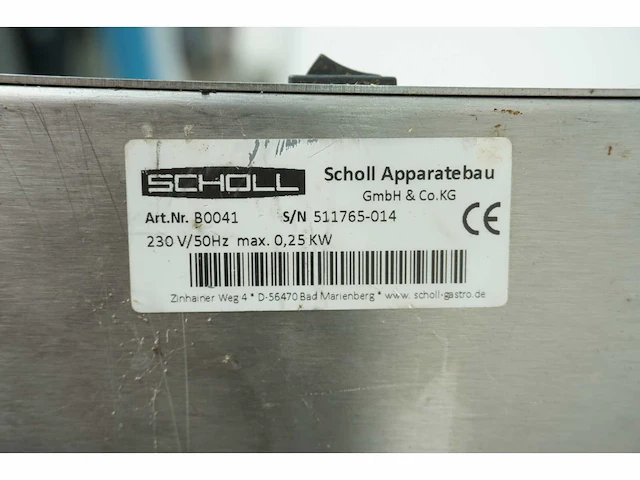 SCHOLL
Scholl Apparatebau
GmbH & Co.KG
Art.Nr. B0041 S/N 511765-014
230 V/50Hz max. 0,25 KW
CE
Zinhainer Weg 4 * D-56470 Bad Marienberg * www. scholl-gastro.de